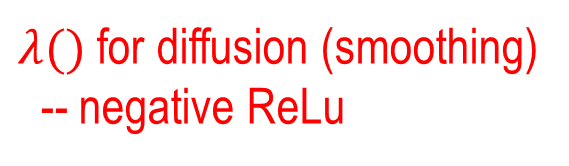 λ() for diffusion (smoothing)
-- negative ReLu